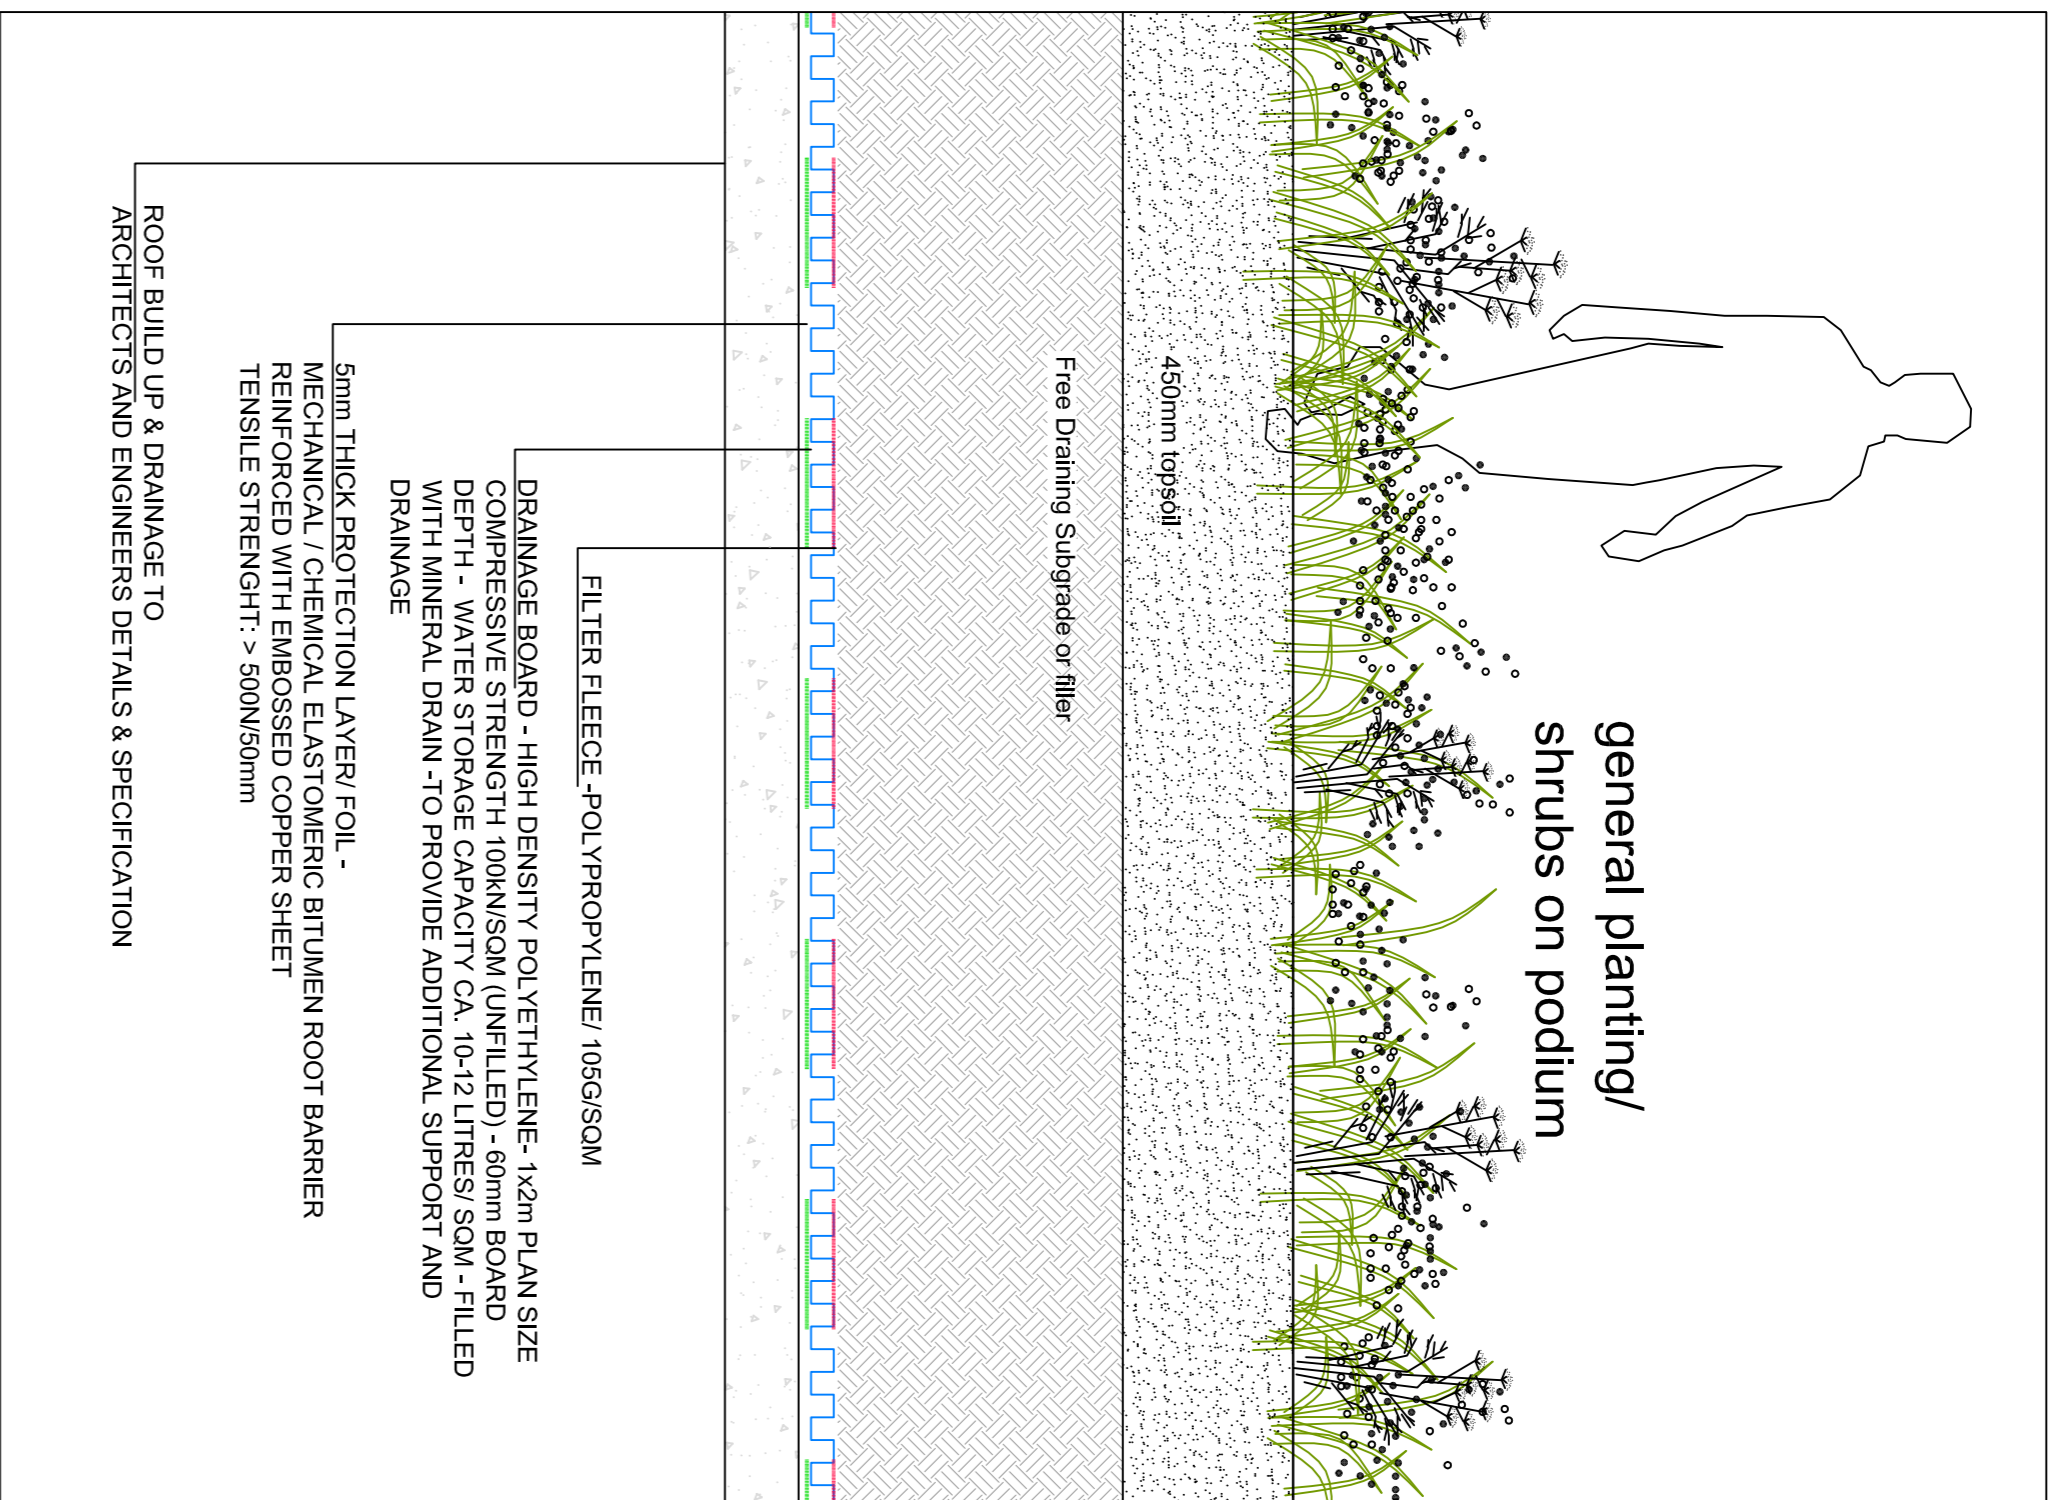 general planting/
shrubs on podium
450mm topsoil
Free Draining Subgrade or filler
FILTER FLEECE -POLYPROPYLENE/ 105G/SQM
DRAINAGE BOARD - HIGH DENSITY POLYETHYLENE- 1x2m PLAN SIZE
COMPRESSIVE STRENGTH 100kN/SQM (UNFILLED) - 60mm BOARD
DEPTH - WATER STORAGE CAPACITY CA. 10-12 LITRES/ SQM - FILLED
WITH MINERAL DRAIN -TO PROVIDE ADDITIONAL SUPPORT AND
DRAINAGE
5mm THICK PROTECTION LAYER/ FOIL -
MECHANICAL / CHEMICAL ELASTOMERIC BITUMEN ROOT BARRIER
REINFORCED WITH EMBOSSED COPPER SHEET
TENSILE STRENGHT: > 500N/50mm
ROOF BUILD UP & DRAINAGE TO
ARCHITECTS AND ENGINEERS DETAILS & SPECIFICATION